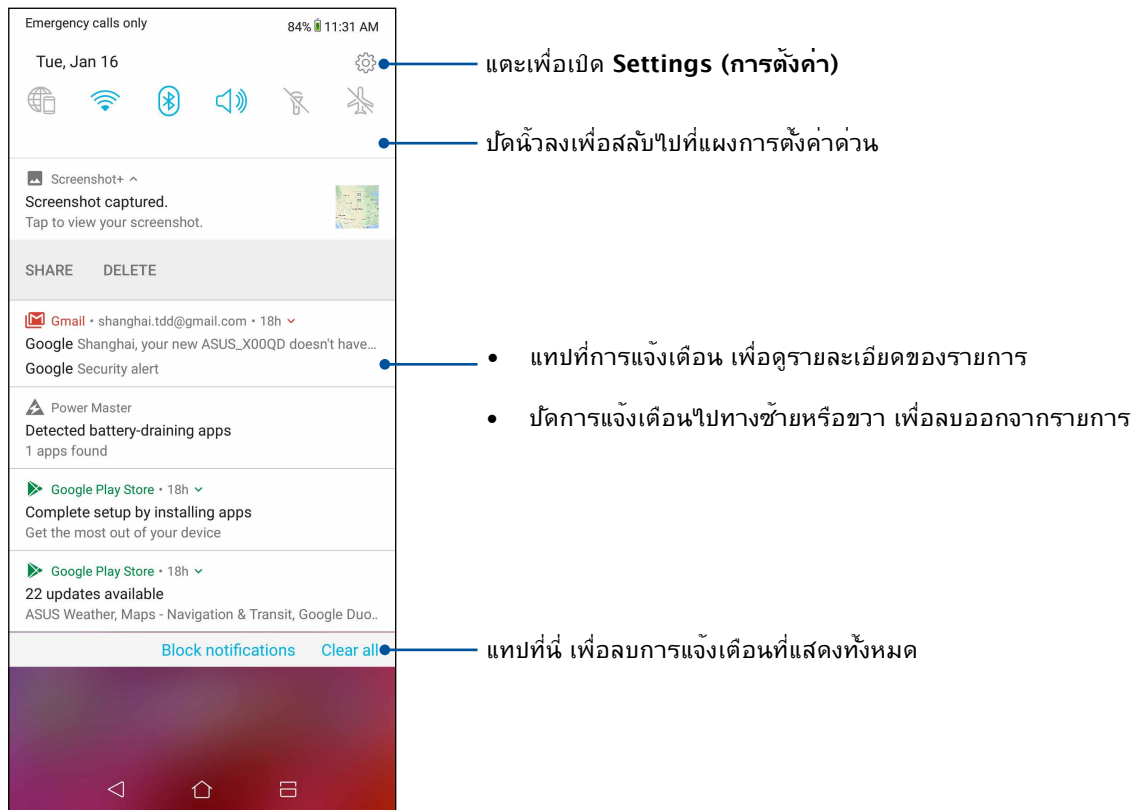 Emergency calls only
84% 11:31 AM
Tue, Jan 16
แตะเพื่อเปิด Settings (การตั้งค่า)
ปัดนิ้วลงเพื่อสลับไปที่แผงการตั้งค่าด่วน
Screenshot+
Screenshot captured.
Tap to view your screenshot.
SHARE DELETE
Gmail • shanghai.tdd@gmail.com • 18h
Google Shanghai, your new ASUS_X00QD doesn't have...
Google Security alert
• แทปที่การแจ้งเตือน เพื่อดูรายละเอียดของรายการ
• ปัดการแจ้งเตือนไปทางซ้ายหรือขวา เพื่อลบออกจากรายการ
Power Master
Detected battery-draining apps
1 apps found
Google Play Store • 18h
Complete setup by installing apps
Get the most out of your device
Google Play Store • 18h
22 updates available
ASUS Weather, Maps - Navigation & Transit, Google Duo..
Block notifications Clear all
แทปที่นี่ เพื่อลบการแจ้งเตือนที่แสดงทั้งหมด